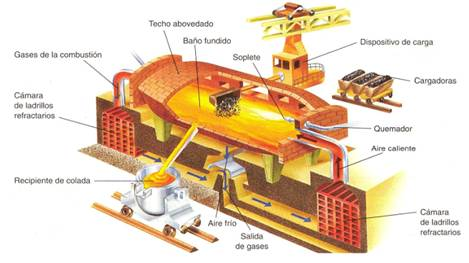 Techo abovedado
Baño fundido
Gases de la combustión
Soplete
Dispositivo de carga
Cargadoras
Cámara
de ladrillos
refractarios
Quemador
Aire caliente
Recipiente de colada
Aire frío
Salida
de gases
Cámara
de ladrillos
refractarios